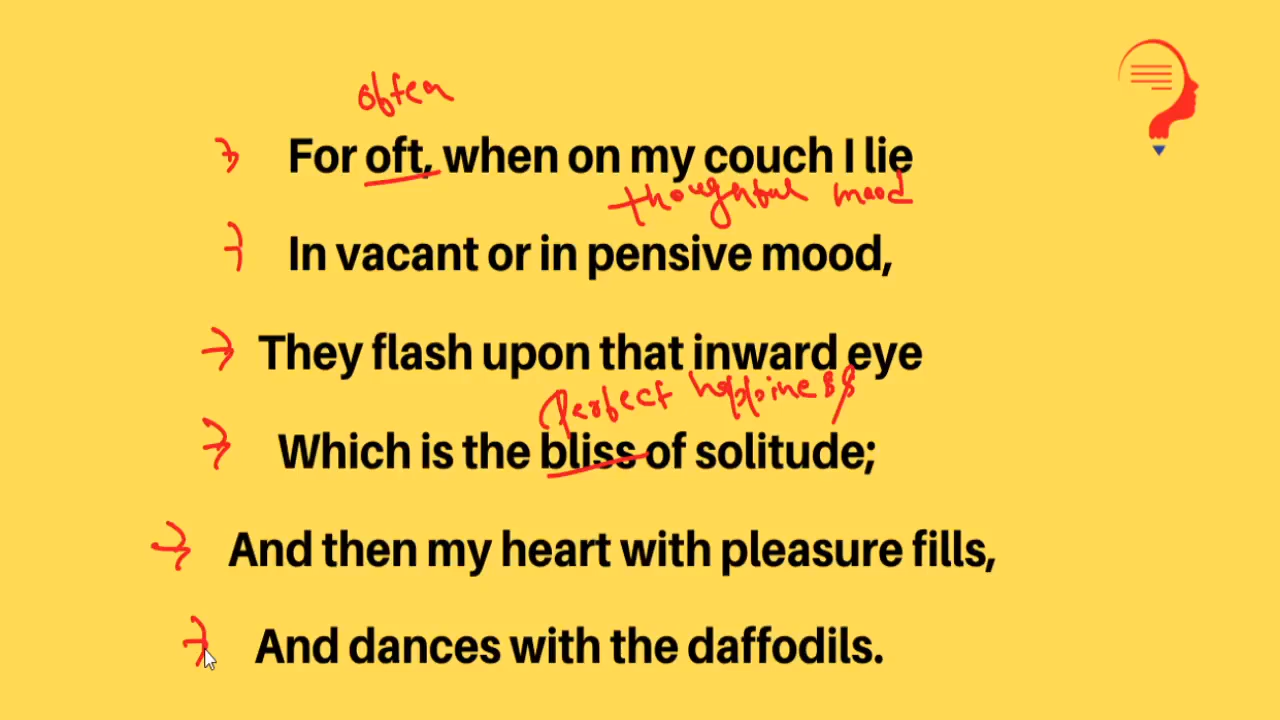 often
For oft, when on my couch I lie
thoughtful mood
In vacant or in pensive mood,
They flash upon that inward eye
Perfect happiness
Which is the bliss of solitude;
And then my heart with pleasure fills,
And dances with the daffodils.